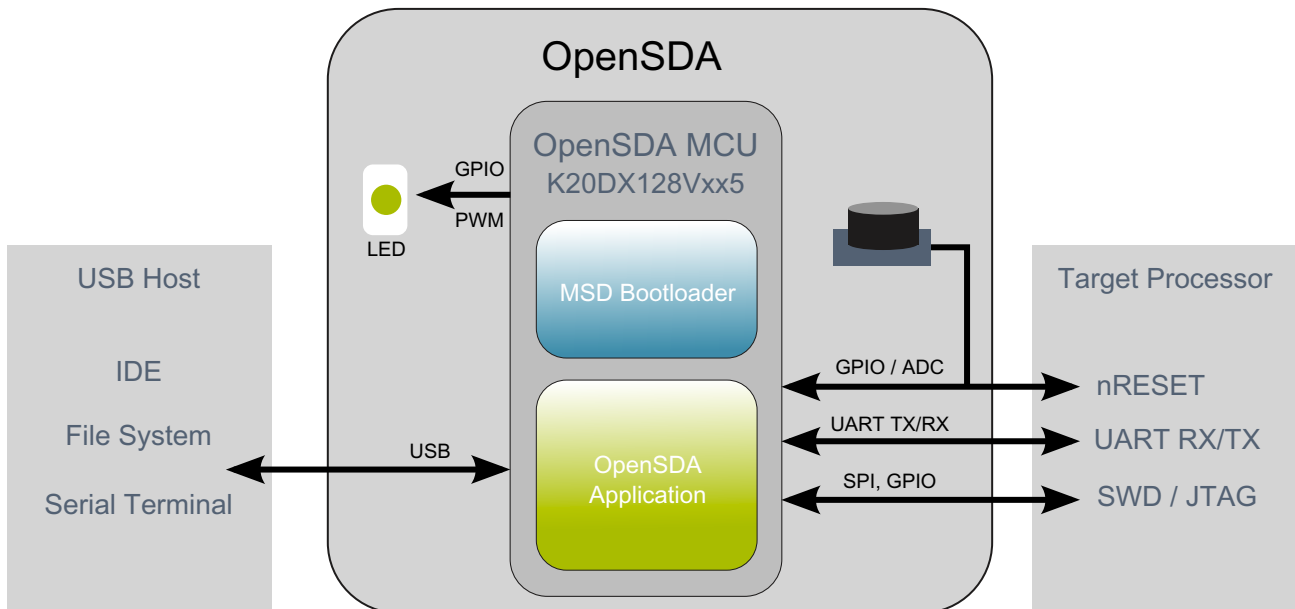 OpenSDA
OpenSDA MCU
K20DX128Vxx5
GPIO
PWM
LED
MSD Bootloader
USB Host
IDE
File System
Serial Terminal
USB
OpenSDA
Application
GPIO / ADC
UART TX/RX
SPI, GPIO
Target Processor
nRESET
UART RX/TX
SWD / JTAG